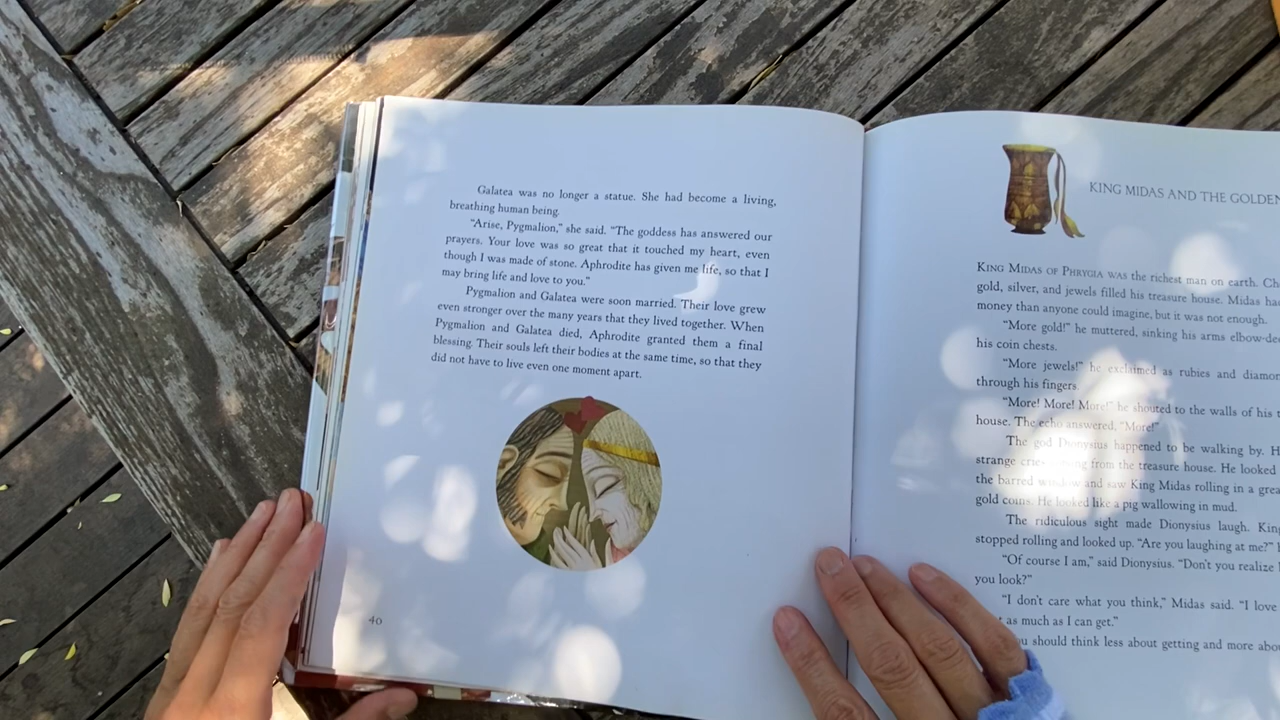 Galatea was no longer a statue. She had become a living,
breathing human being.
"Arise, Pygmalion," she said. "The goddess has answered our
prayers. Your love was so great that it touched my heart, even
though I was made of stone. Aphrodite has given me life, so that I
may bring life and love to you."
Pygmalion and Galatea were soon married. Their love grew
even stronger over the many years that they lived together. When
Pygmalion and Galatea died, Aphrodite granted them a final
blessing. Their souls left their bodies at the same time, so that they
did not have to live even one moment apart.
40
KING MIDAS AND THE GOLDEN
KING MIDAS OF PHRYGIA was the richest man on earth.
gold, silver, and jewels filled his treasure house. Midas
money than anyone could imagine, but it was not enough.
"More gold!" he muttered, sinking his arms
his coin chests.
"More jewels!" he exclaimed as rubies and
through his fingers.
"More! More! More!" he shouted to the walls of his
house. The echo answered, "More!"
The god Dionysius happened to be walking by.
strange from the treasure house. He looked
the barred window and saw King Midas rolling in a
gold coins. He looked like a pig wallowing in mud.
The ridiculous sight made Dionysius laugh.
stopped rolling and looked up. "Are you laughing at me?"
"Of course I am," said Dionysius. "Don't you realize
you look?"
"I don't care what you think," Midas said. "I love
as much as I can get."
should think less about getting and more